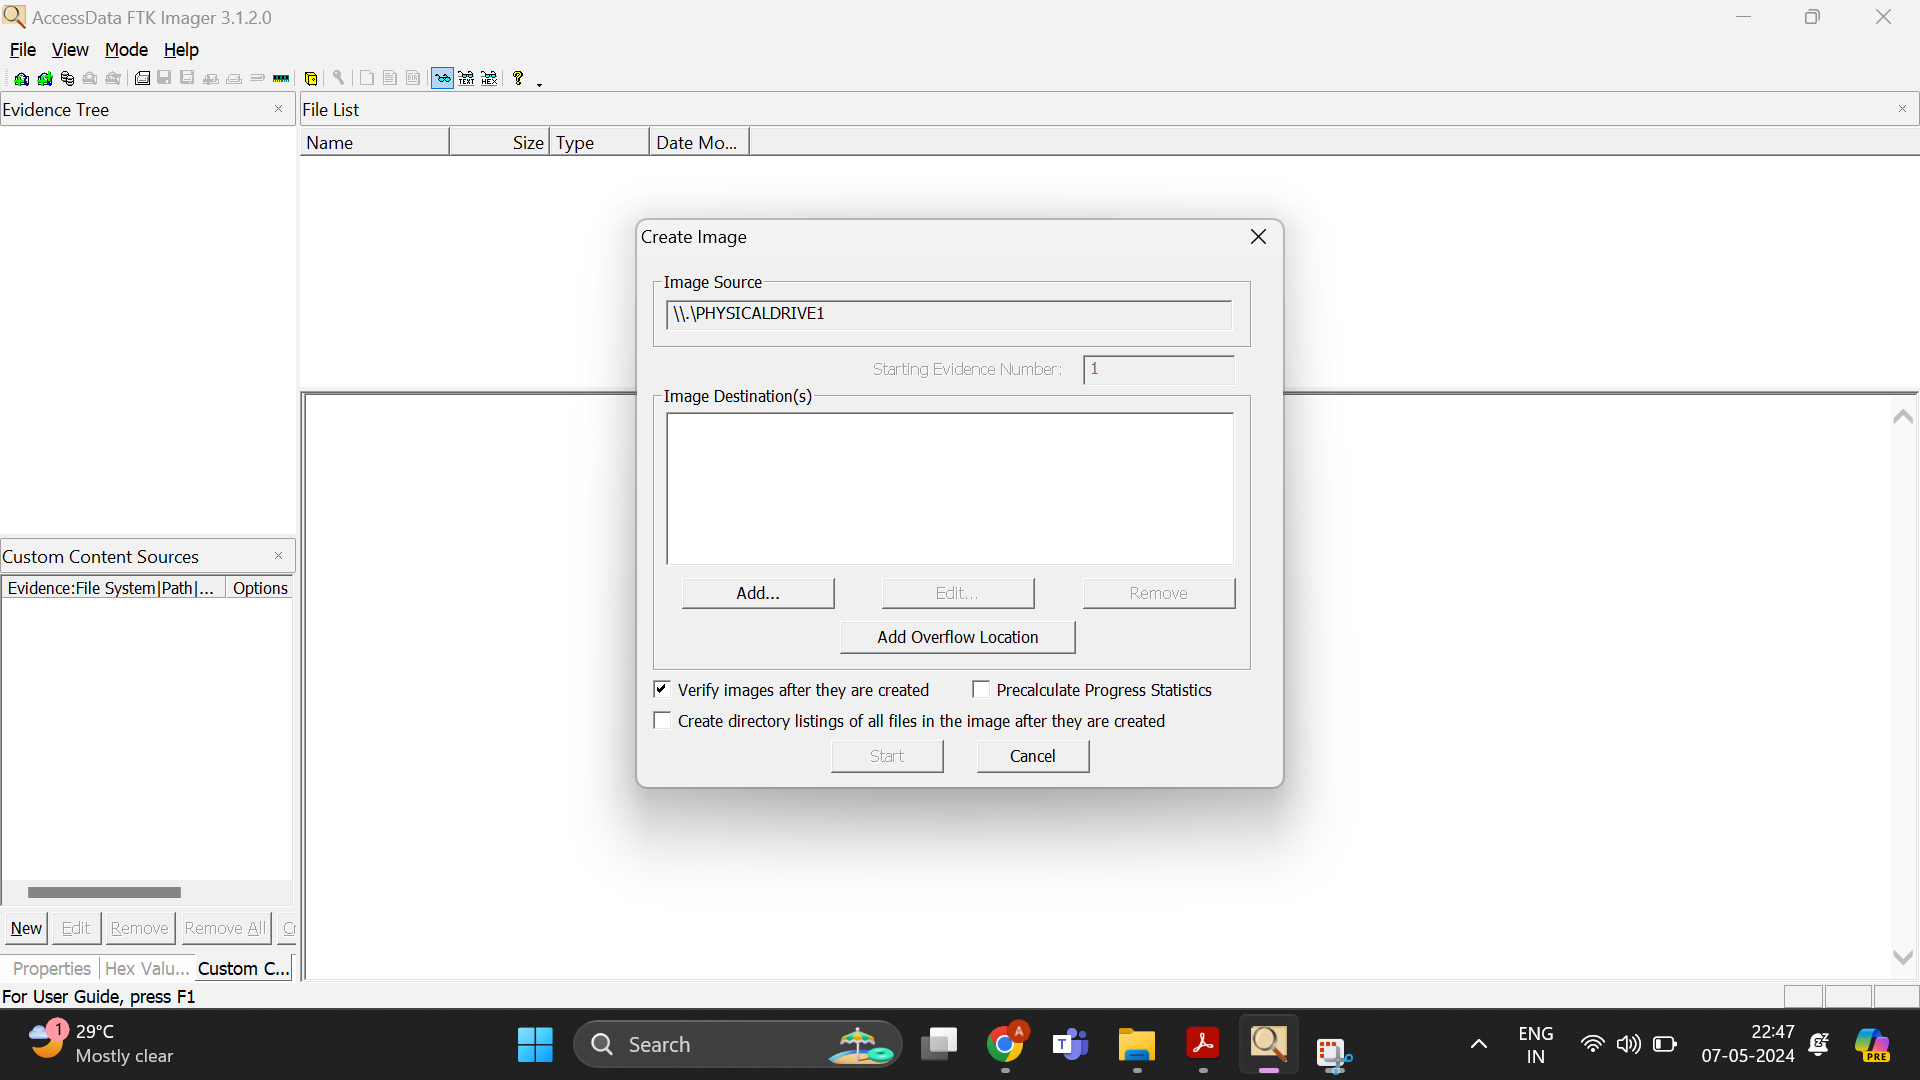 AccessData FTK Imager 3.1.2.0
File View Mode Help
TEXT HEX ?
Evidence Tree
File List
Name Size Type Date Mo...
Create Image
Image Source
\\.\PHYSICALDRIVE1
Starting Evidence Number: 1
Image Destination(s)
Add... Edit... Remove
Add Overflow Location
Verify images after they are created Precalculate Progress Statistics
Create directory listings of all files in the image after they are created
Start Cancel
Custom Content Sources
Evidence:File System|Path|... Options
New Edit Remove Remove All Cr
Properties Hex Valu... Custom C...
For User Guide, press F1
1 29°C
Mostly clear
Search
A
T
ENG
IN
22:47
07-05-2024
PRE